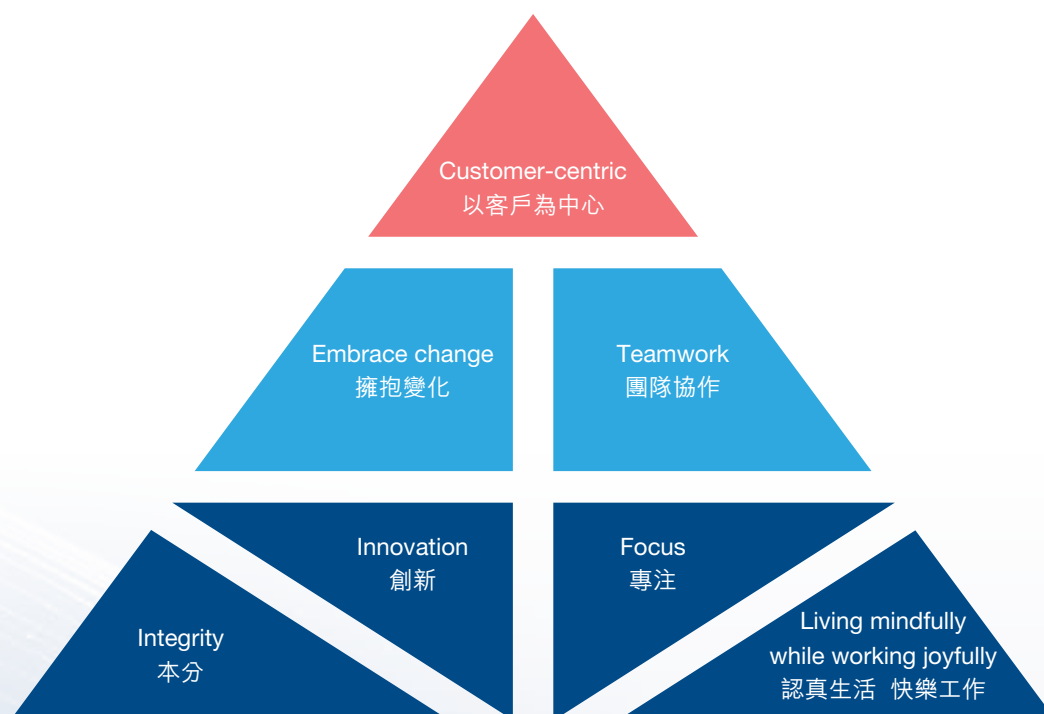 Customer-centric
以客戶為中心
Embrace change
擁抱變化
Teamwork
團隊協作
Innovation
創新
Focus
專注
Integrity
本分
Living mindfully
while working joyfully
認真生活 快樂工作